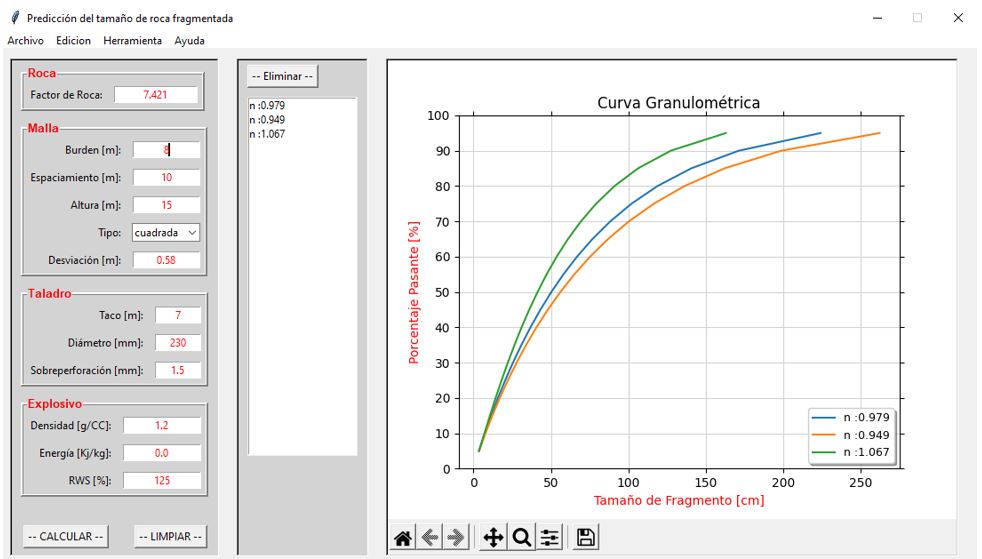 Predicción del tamaño de roca fragmentada
Archivo Edicion Herramienta Ayuda
Roca
Factor de Roca: 7.421
Malla
Burden [m]: 8
Espaciamiento [m]: 10
Altura [m]: 15
Tipo: cuadrada
Desviación [m]: 0.58
Taladro
Taco [m]: 7
Diámetro [mm]: 230
Sobreperforación [mm]: 1.5
Explosivo
Densidad [g/CC]: 1.2
Energía [Kj/kg]: 0.0
RWS [%]: 125
-- CALCULAR -- -- LIMPIAR --
-- Eliminar --
n :0.979
n :0.949
n :1.067
Curva Granulométrica
Porcentaje Pasante [%]
100
90
80
70
60
50
40
30
20
10
0
0 50 100 150 200 250
Tamaño de Fragmento [cm]
n :0.979
n :0.949
n :1.067